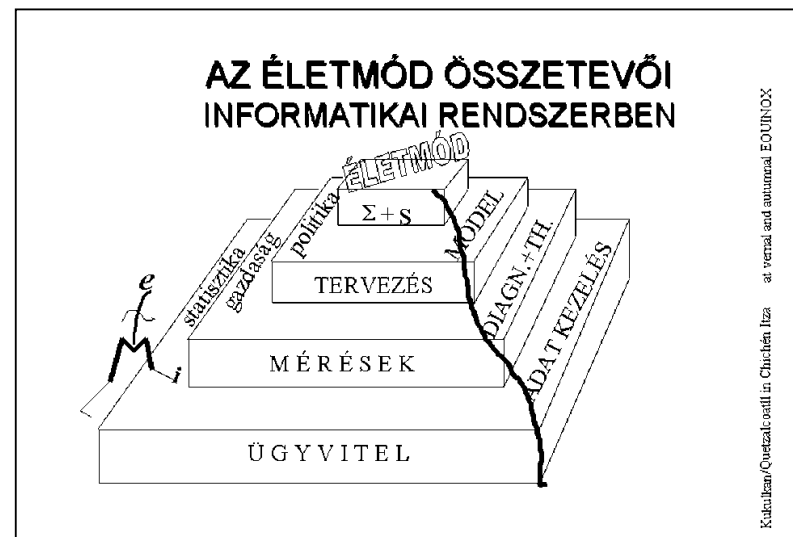 AZ ÉLETMÓD ÖSSZETEVŐI
INFORMATIKAI RENDSZERBEN
ÉLETMÓD
Σ + S
politika
MODEL
TERVEZÉS
gazdaság
DIAGN.+TH.
MÉRÉSEK
statisztika
ADAT KEZELÉS
ÜGYVITEL
Kukulkan/Quetzalcoatil in Chichén Itza at vernal and autumnal EQUINOX